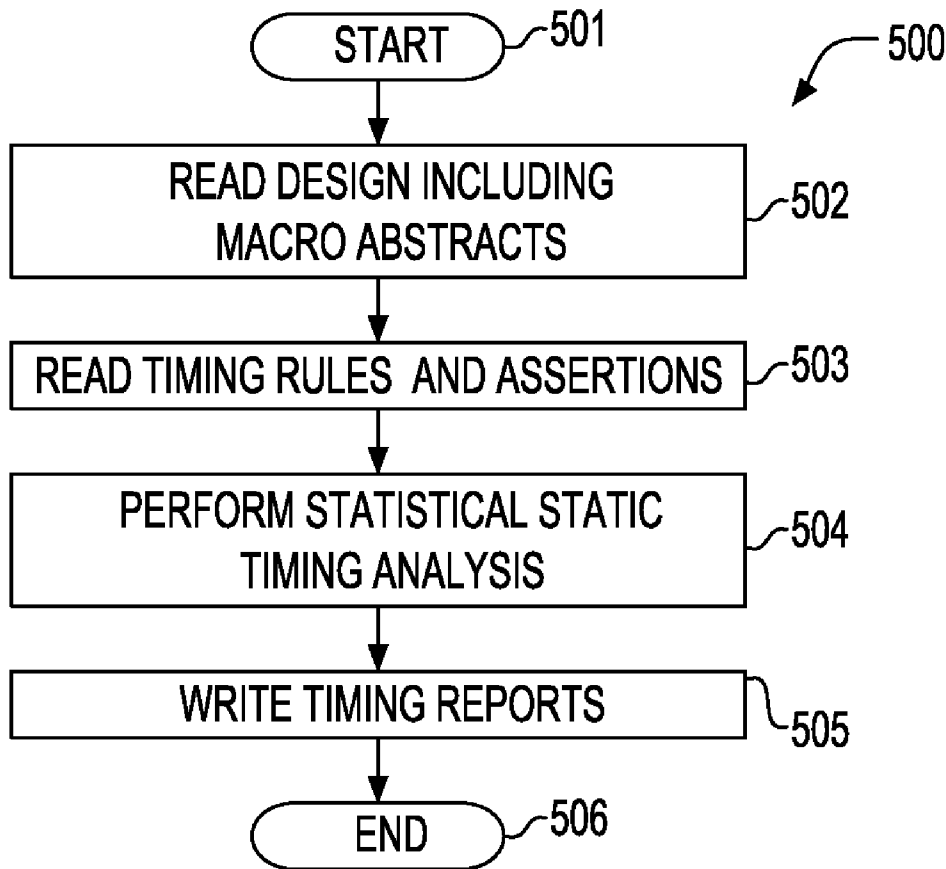 START
501
500
READ DESIGN INCLUDING
MACRO ABSTRACTS
502
READ TIMING RULES AND ASSERTIONS
503
PERFORM STATISTICAL STATIC
TIMING ANALYSIS
504
WRITE TIMING REPORTS
505
END
506